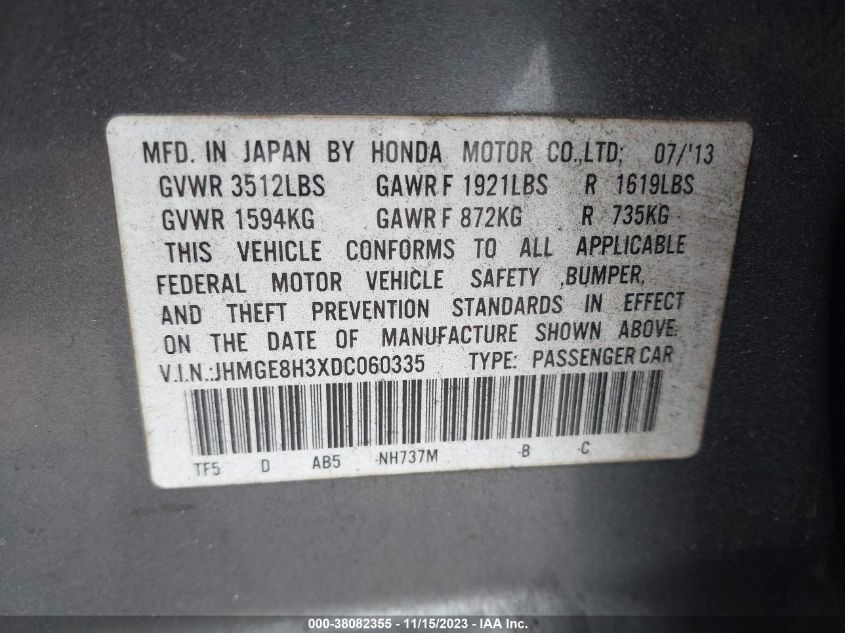 MFD. IN JAPAN BY HONDA MOTOR CO.,LTD; 07/'13
GVWR 3512LBS GAWR F 1921LBS R 1619LBS
GVWR 1594KG GAWR F 872KG R 735KG
THIS VEHICLE CONFORMS TO ALL APPLICABLE
FEDERAL MOTOR VEHICLE SAFETY ,BUMPER,
AND THEFT PREVENTION STANDARDS IN EFFECT
ON THE DATE OF MANUFACTURE SHOWN ABOVE.
V.I.N.:JHMGE8H3XDC060335 TYPE: PASSENGER CAR
TF5 D AB5 -NH737M -B -C
000-38082355 - 11/15/2023 - IAA Inc.